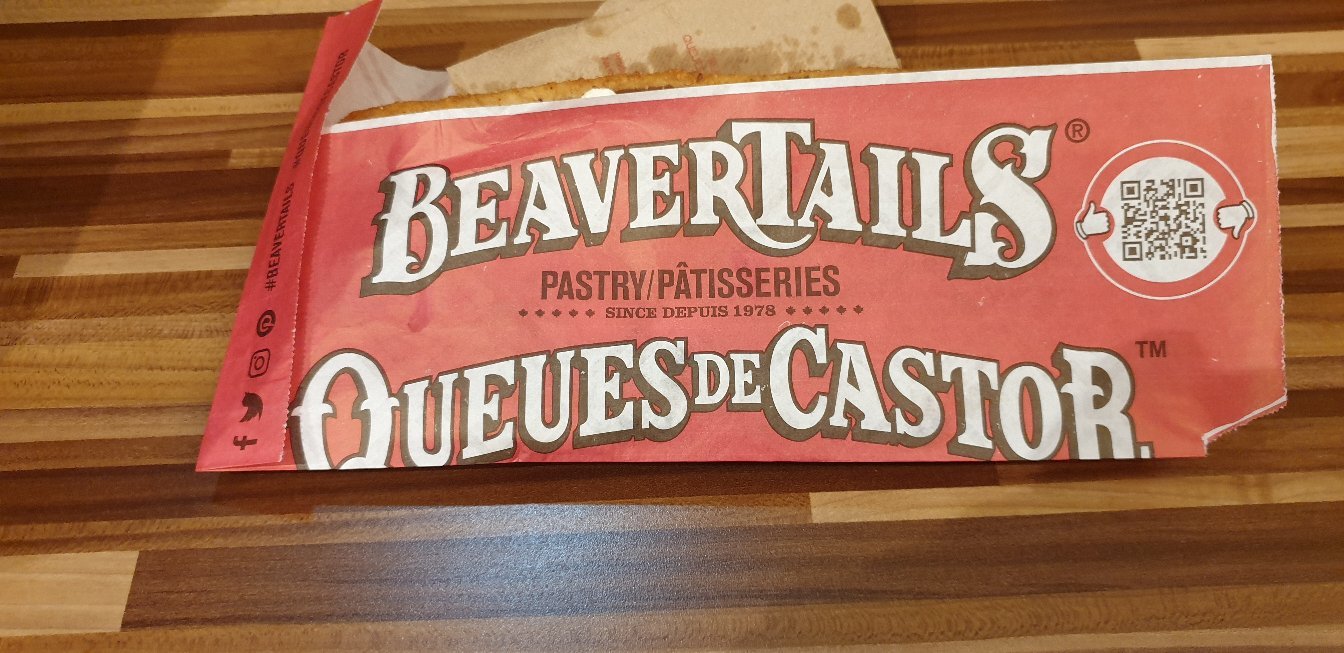 BEAVERTAILS®
PASTRY/PÂTISSERIES
SINCE DEPUIS 1978
QUEUES DE CASTOR™
#BEAVERTAILS